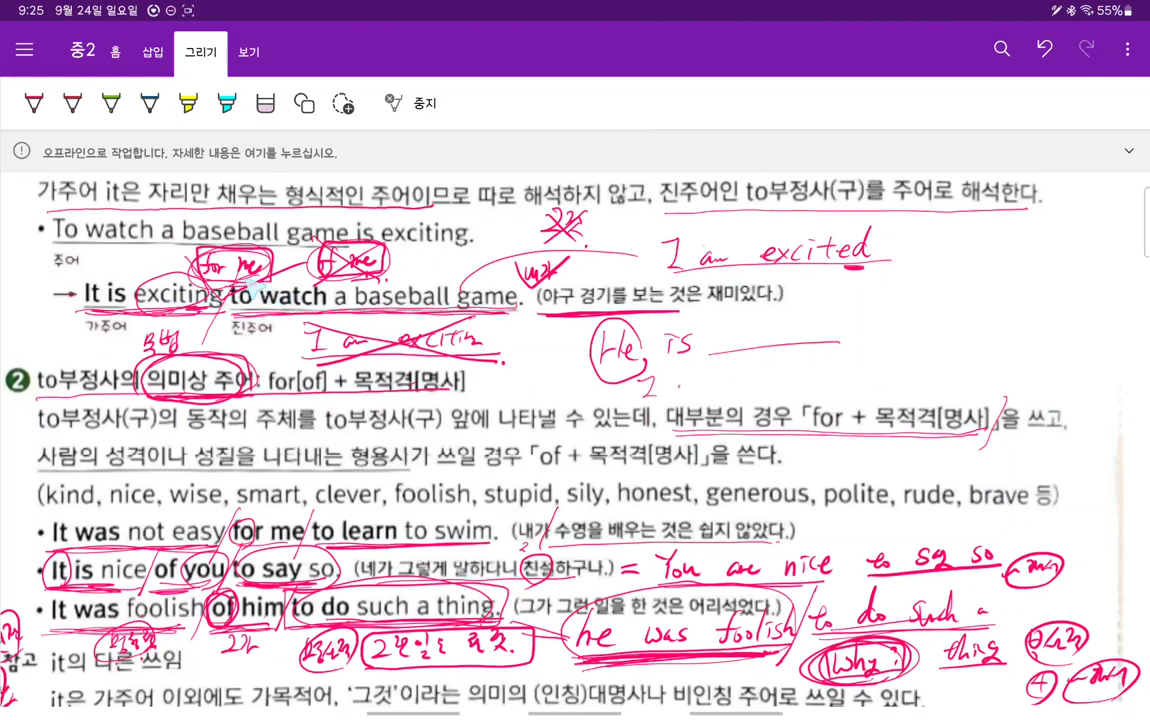 9:25 9월 24일 일요일 55%
중2 홈 삽입 그리기 보기
중지
오프라인으로 작업합니다. 자세한 내용은 여기를 누르십시오.
가주어 it은 자리만 채우는 형식적인 주어이므로 따로 해석하지 않고, 진주어인 to부정사(구)를 주어로 해석한다.
• To watch a baseball game is exciting.
주어
for me of me
I am excited
→ It is exciting to watch a baseball game. (야구 경기를 보는 것은 재미있다.)
가주어 진주어
I am exciting
He, is
2 to부정사의 의미상 주어: for[of] + 목적격[명사]
to부정사(구)의 동작의 주체를 to부정사(구) 앞에 나타낼 수 있는데, 대부분의 경우 「for + 목적격[명사]」을 쓰고,
사람의 성격이나 성질을 나타내는 형용사가 쓰일 경우 「of + 목적격[명사]」을 쓴다.
(kind, nice, wise, smart, clever, foolish, stupid, sily, honest, generous, polite, rude, brave 등)
• It was not easy for me to learn to swim. (내가 수영을 배우는 것은 쉽지 않았다.)
• It is nice of you to say so. (네가 그렇게 말하다니 친절하구나.) = You are nice to say so
• It was foolish of him to do such a thing. (그가 그런 일을 한 것은 어리석었다.) to do such a
he was foolish
why? thing
참고 it의 다른 쓰임
it은 가주어 이외에도 가목적어, '그것'이라는 의미의 (인칭)대명사나 비인칭 주어로 쓰일 수 있다.